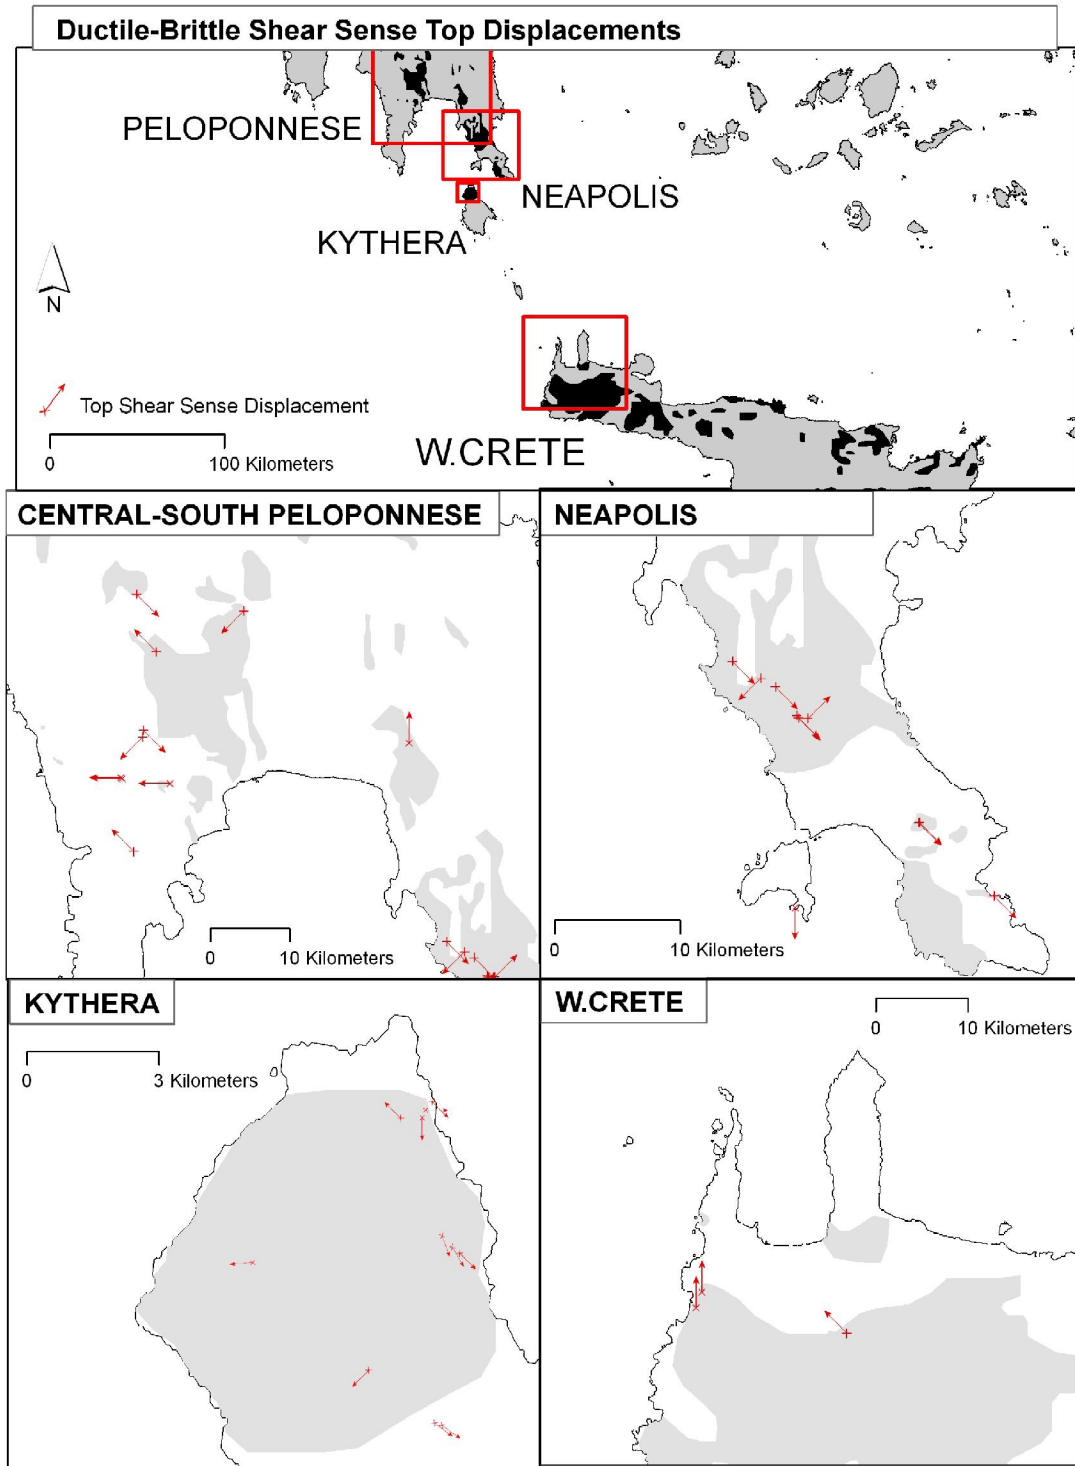 Ductile-Brittle Shear Sense Top Displacements
PELOPONNESE
NEAPOLIS
KYTHERA
N
Top Shear Sense Displacement
0 100 Kilometers
W.CRETE
CENTRAL-SOUTH PELOPONNESE
0 10 Kilometers
NEAPOLIS
0 10 Kilometers
KYTHERA
0 3 Kilometers
W.CRETE
0 10 Kilometers